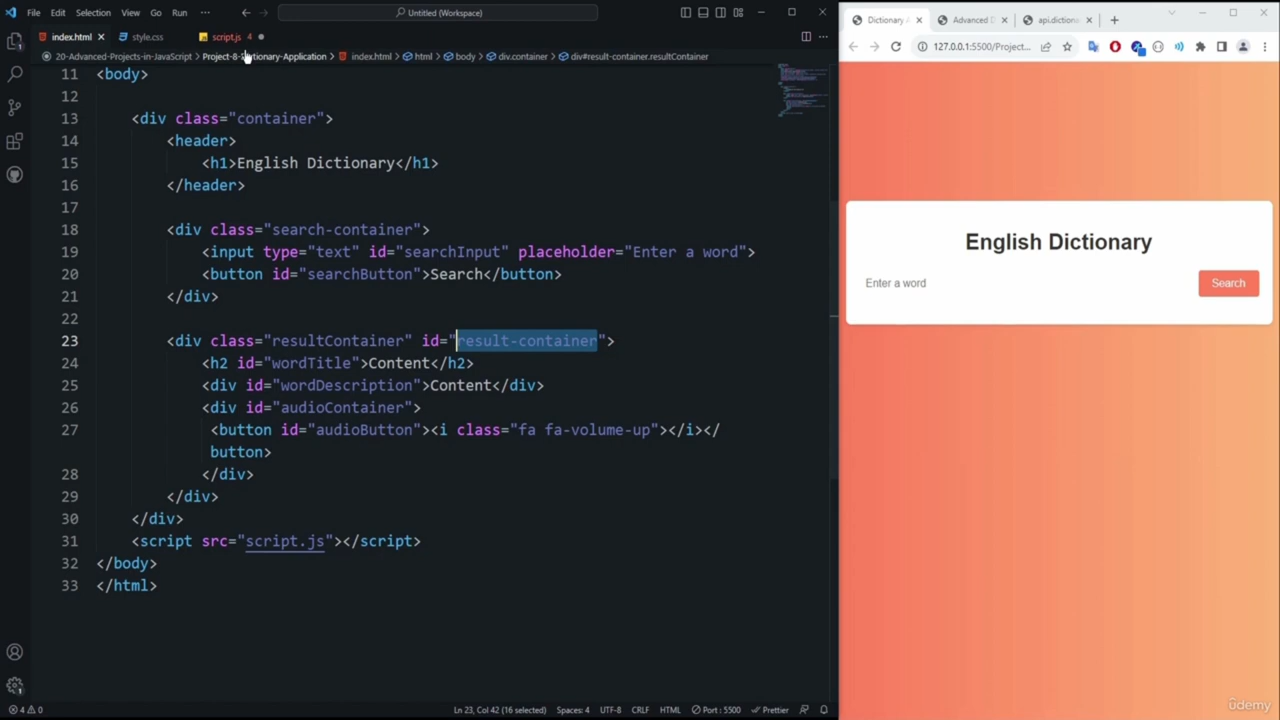 File Edit Selection View Go Run ... Untitled (Workspace)
index.html style.css script.js 4
20-Advanced-Projects-in-JavaScript > Project-8-Dictionary-Application > index.html > html > body > div.container > div#result-container.resultContainer
11 <body>
12
13 <div class="container">
14 <header>
15 <h1>English Dictionary</h1>
16 </header>
17
18 <div class="search-container">
19 <input type="text" id="searchInput" placeholder="Enter a word">
20 <button id="searchButton">Search</button>
21 </div>
22
23 <div class="resultContainer" id="result-container">
24 <h2 id="wordTitle">Content</h2>
25 <div id="wordDescription">Content</div>
26 <div id="audioContainer">
27 <button id="audioButton"><i class="fa fa-volume-up"></i></
button>
28 </div>
29 </div>
30 </div>
31 <script src="script.js"></script>
32 </body>
33 </html>
4 0 Ln 23, Col 42 (16 selected) Spaces: 4 UTF-8 CRLF HTML Port : 5500 Prettier
Dictionary A Advanced D api.dictiona
127.0.0.1:5500/Project...
English Dictionary
Enter a word
Search
ûdemy